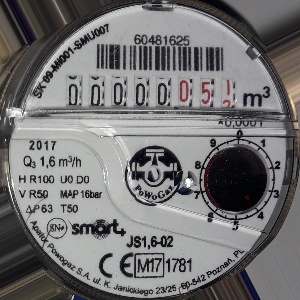 SK 09-MI001-SMU007
60481625
00000051 m³
×0,0001
2017
Q₃ 1,6 m³/h
H R100 U0 D0
V R50 MAP 16bar
ΔP 63 T50
PoWoGaz
9 0 1
8 2
7 3
6 4
5
smart+
JS1,6-02
CE M17 1781
Apator Powogaz S.A. ul. K. Janickiego 23/25 60-542 Poznań, PL